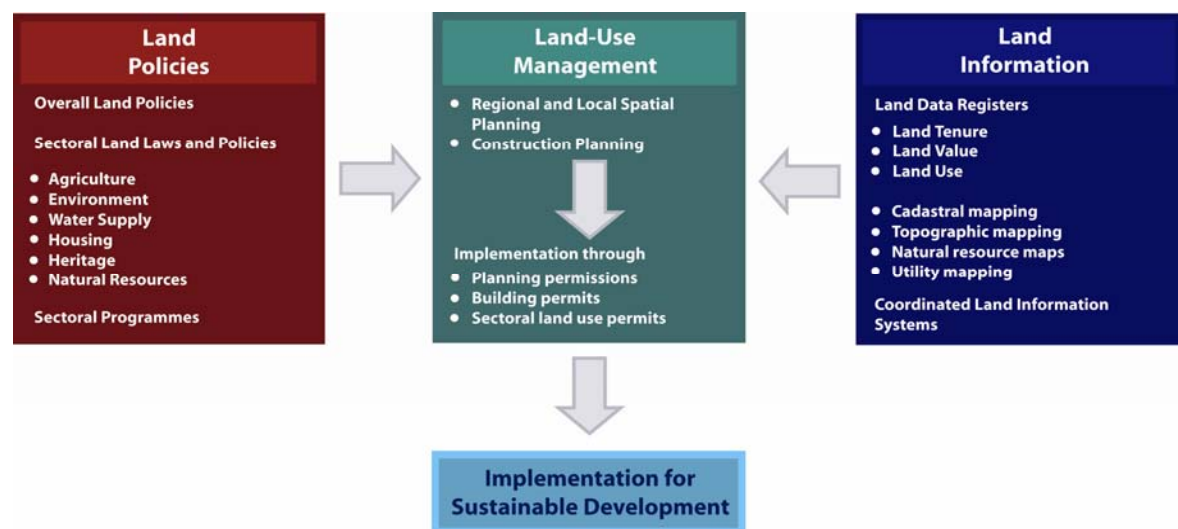 Land
Policies
Overall Land Policies
Sectoral Land Laws and Policies
• Agriculture
• Environment
• Water Supply
• Housing
• Heritage
• Natural Resources
Sectoral Programmes
Land-Use
Management
• Regional and Local Spatial
Planning
• Construction Planning
Implementation through
• Planning permissions
• Building permits
• Sectoral land use permits
Land
Information
Land Data Registers
• Land Tenure
• Land Value
• Land Use
• Cadastral mapping
• Topographic mapping
• Natural resource maps
• Utility mapping
Coordinated Land Information
Systems
Implementation for
Sustainable Development